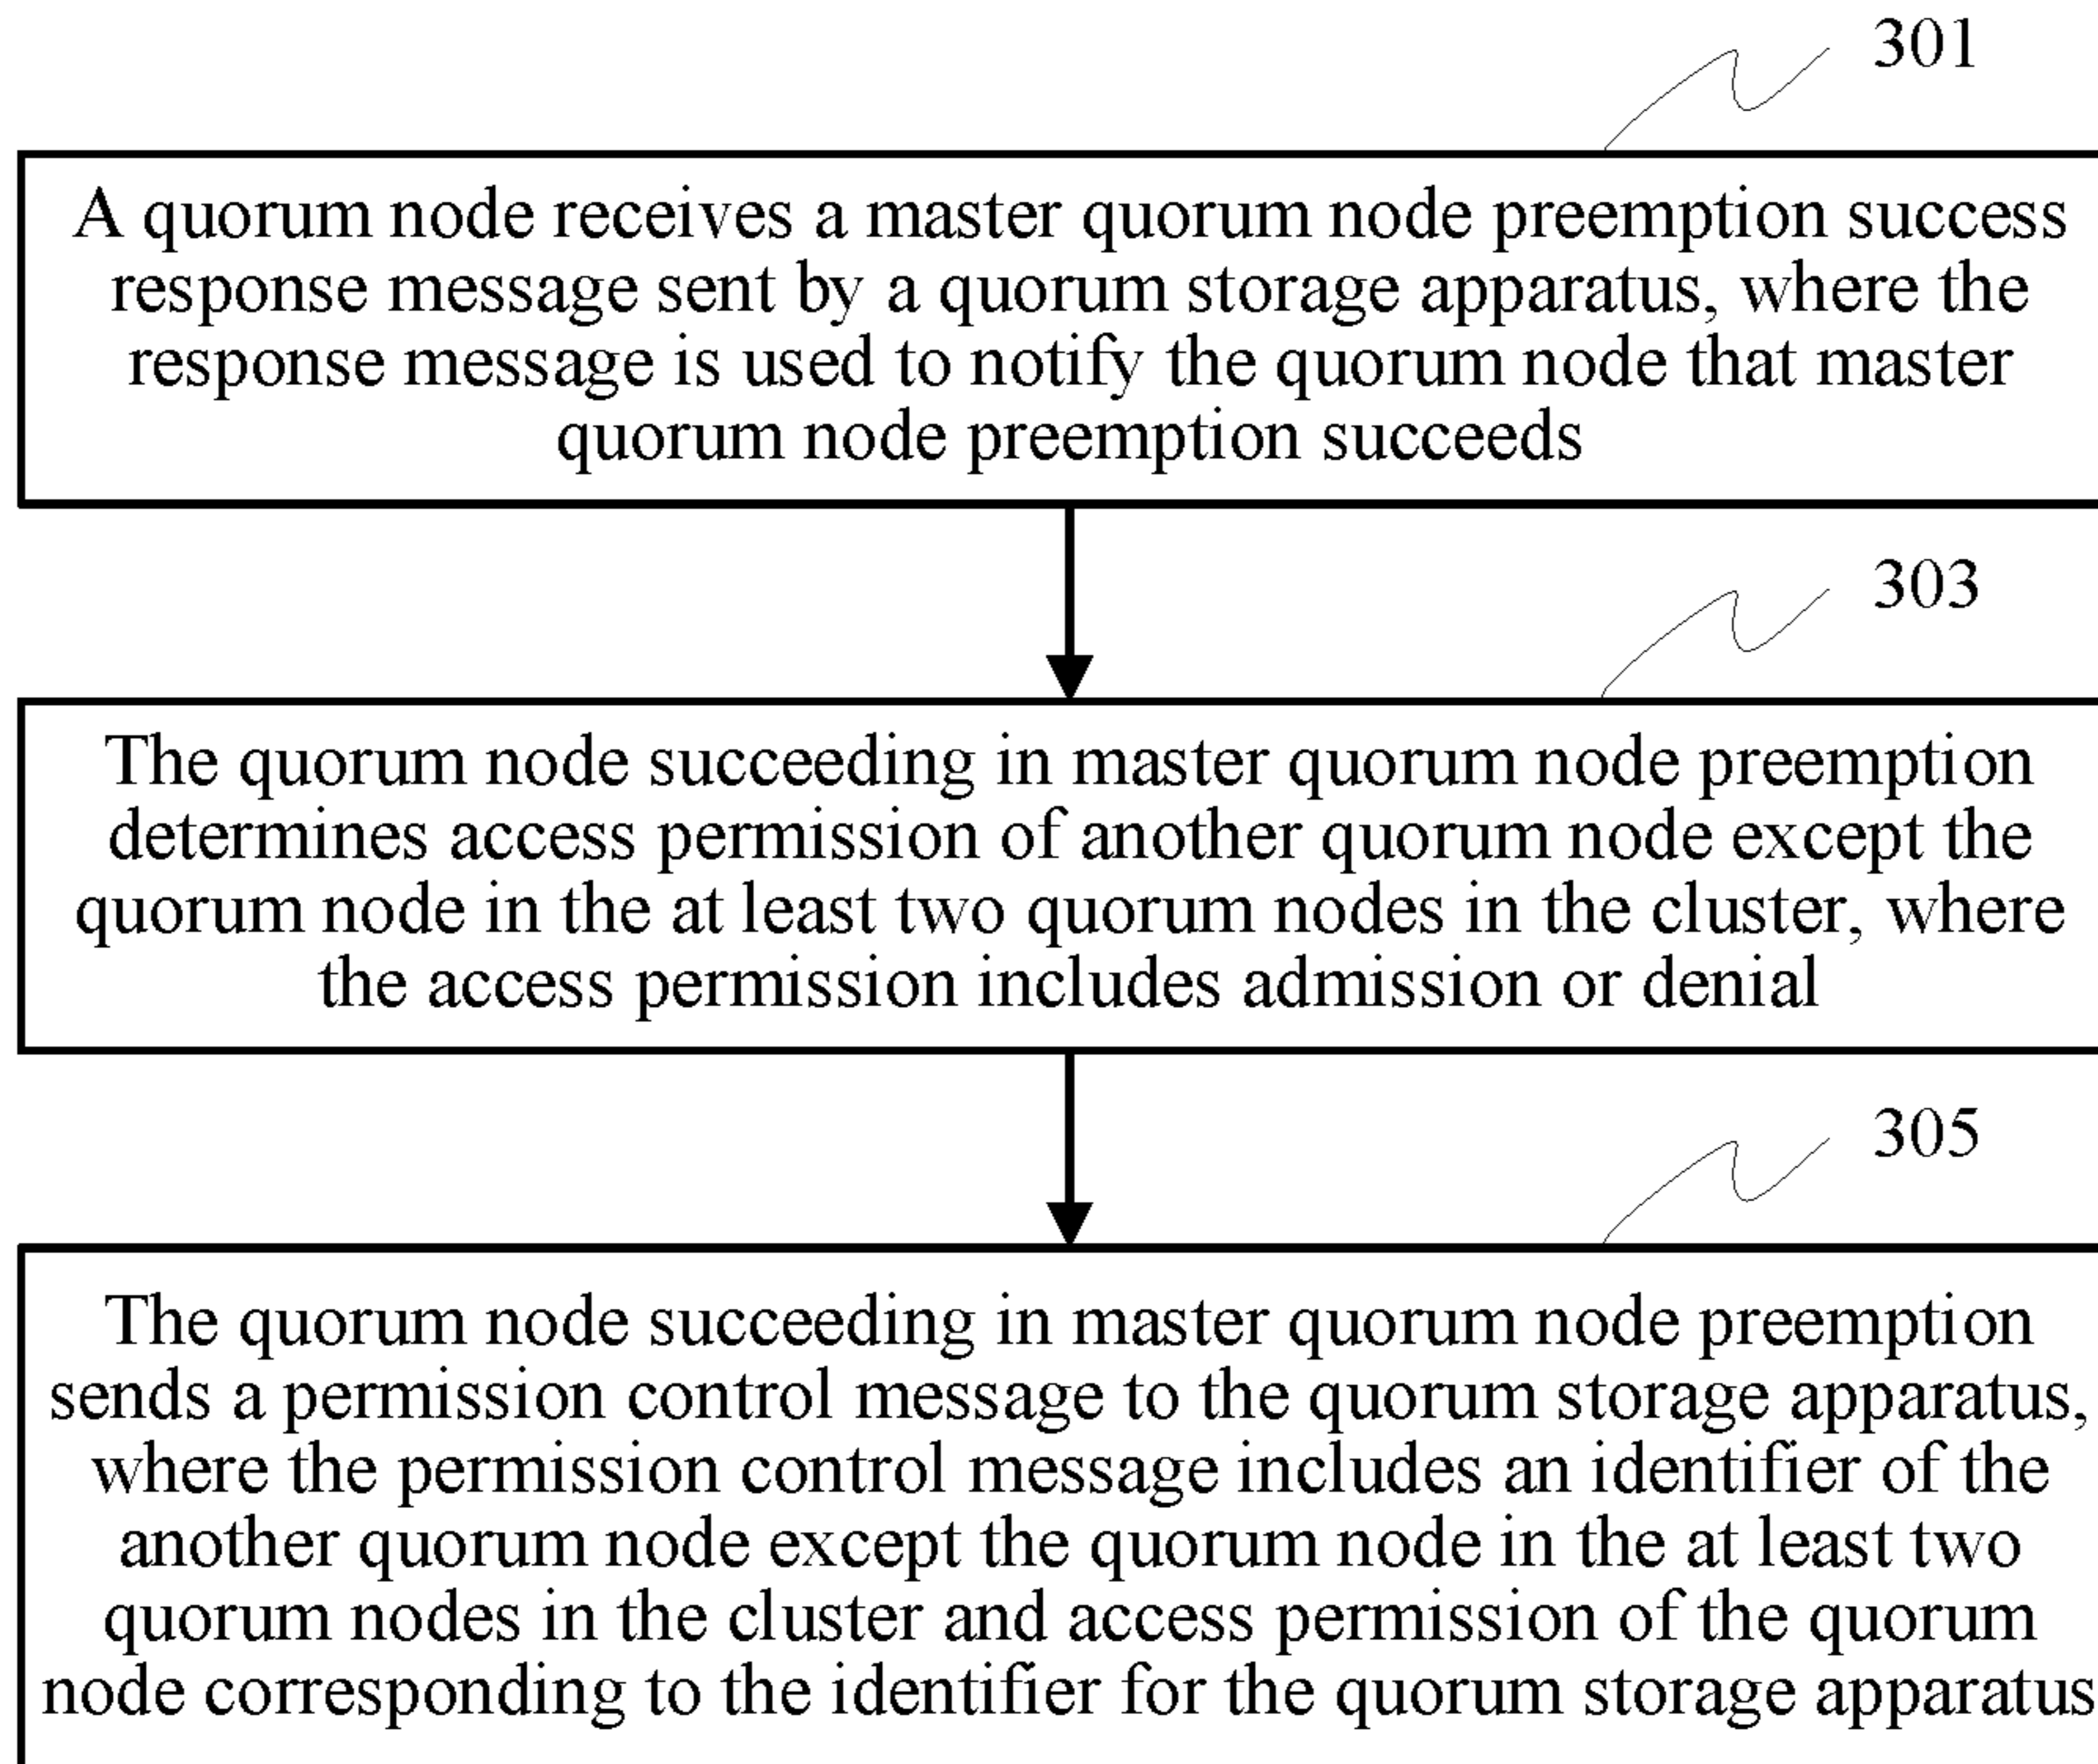 301
A quorum node receives a master quorum node preemption success
response message sent by a quorum storage apparatus, where the
response message is used to notify the quorum node that master
quorum node preemption succeeds
303
The quorum node succeeding in master quorum node preemption
determines access permission of another quorum node except the
quorum node in the at least two quorum nodes in the cluster, where
the access permission includes admission or denial
305
The quorum node succeeding in master quorum node preemption
sends a permission control message to the quorum storage apparatus,
where the permission control message includes an identifier of the
another quorum node except the quorum node in the at least two
quorum nodes in the cluster and access permission of the quorum
node corresponding to the identifier for the quorum storage apparatus